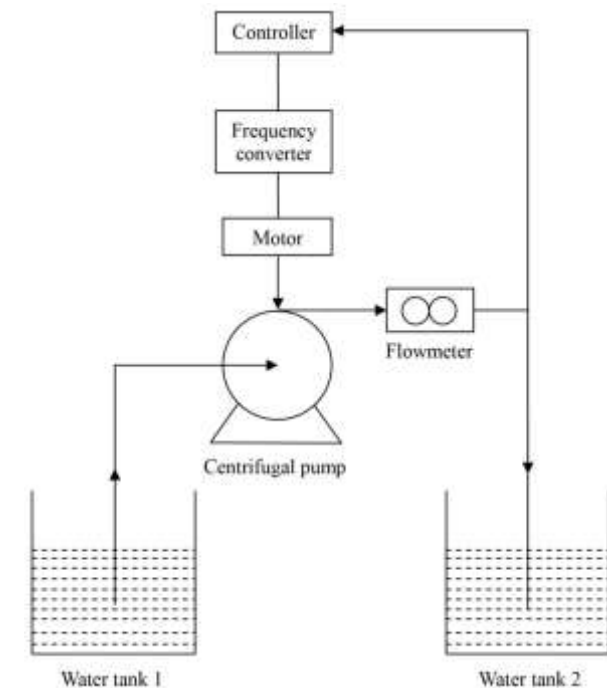 Controller
Frequency
converter
Motor
Flowmeter
Centrifugal pump
Water tank 1
Water tank 2